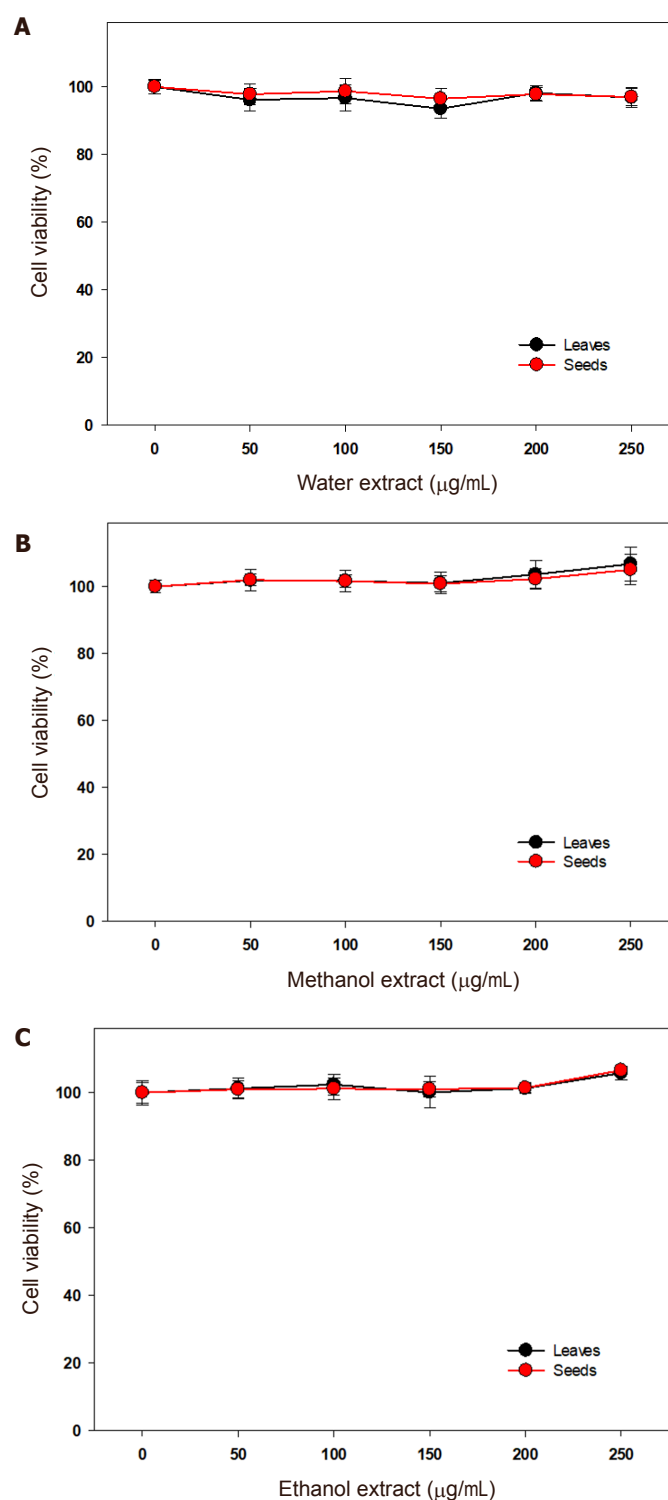 A
Cell viability (%)
100
80
60
40
20
0
Leaves
Seeds
0 50 100 150 200 250
Water extract (μg/mL)
B
Cell viability (%)
100
80
60
40
20
0
Leaves
Seeds
0 50 100 150 200 250
Methanol extract (μg/mL)
C
Cell viability (%)
100
80
60
40
20
0
Leaves
Seeds
0 50 100 150 200 250
Ethanol extract (μg/mL)